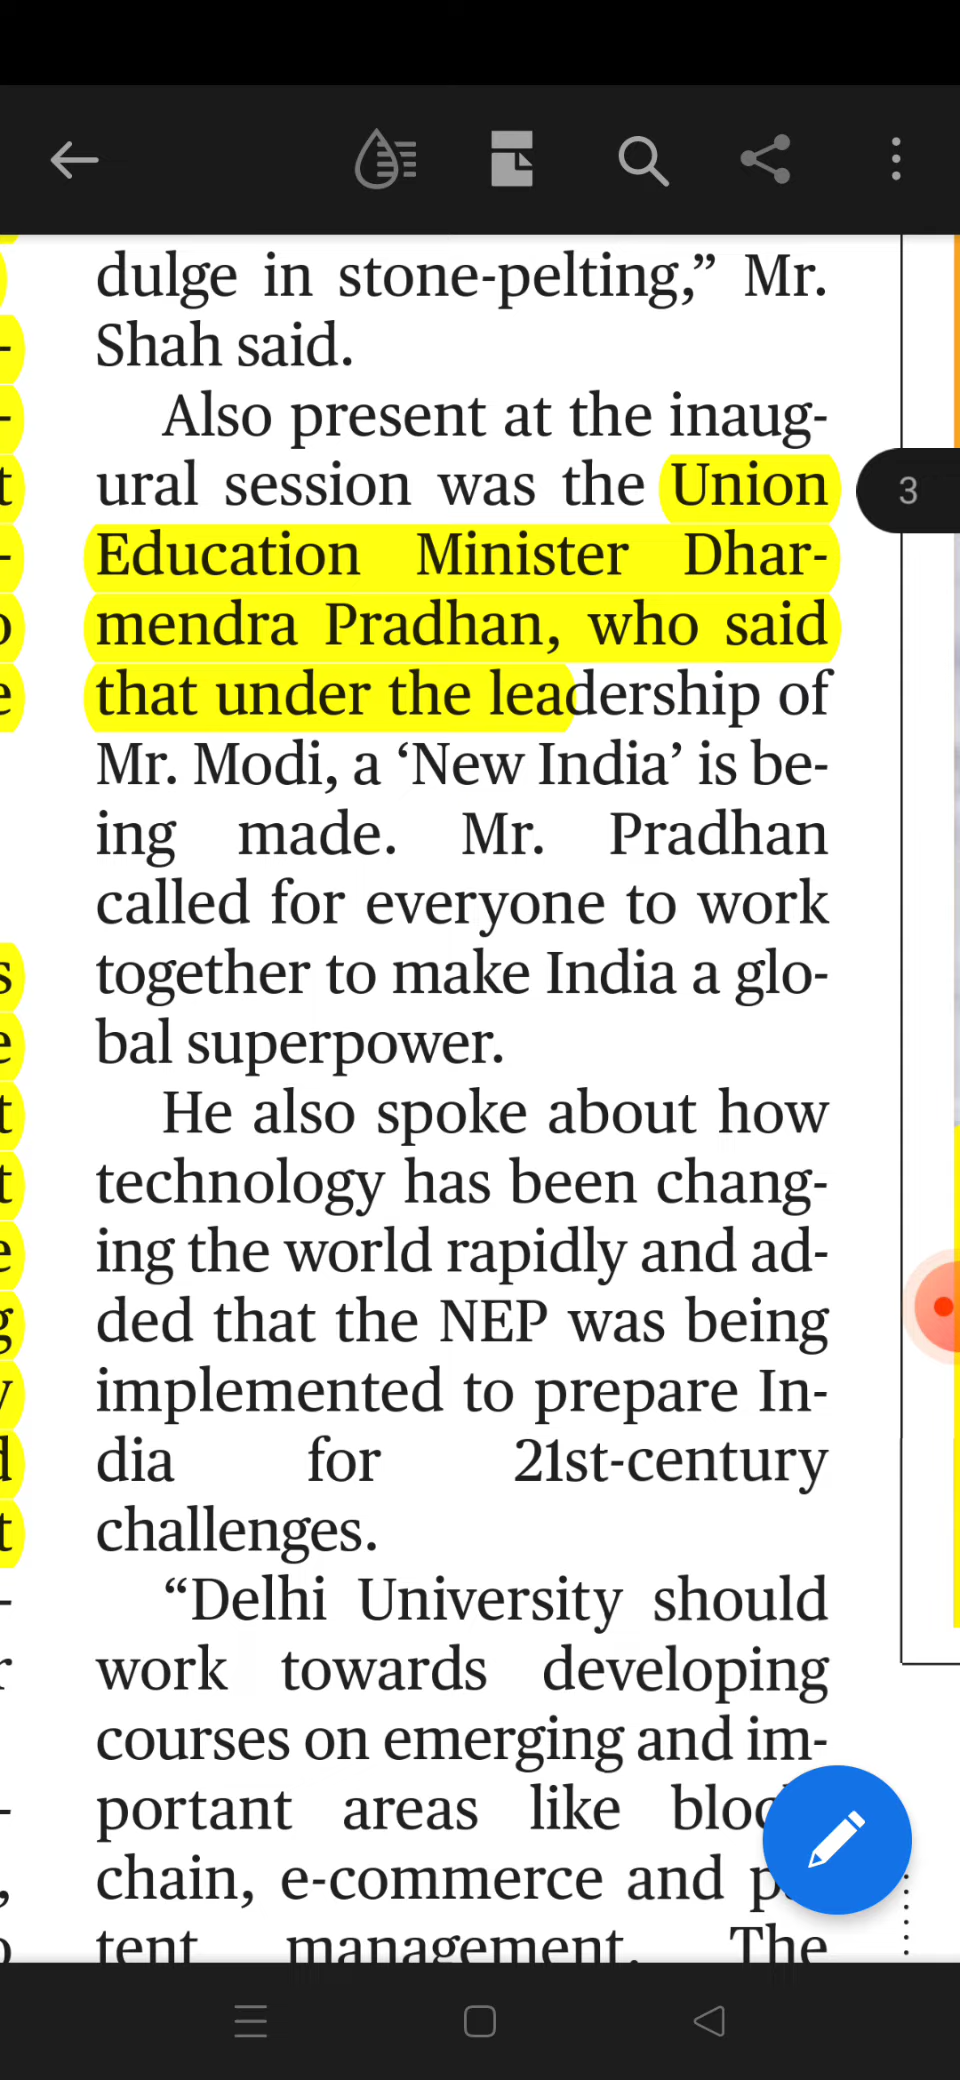 dulge in stone-pelting,” Mr.
Shah said.
Also present at the inaug-
ural session was the Union
3
Education Minister Dhar-
mendra Pradhan, who said
that under the leadership of
Mr. Modi, a ‘New India’ is be-
ing made. Mr. Pradhan
called for everyone to work
together to make India a glo-
bal superpower.
He also spoke about how
technology has been chang-
ing the world rapidly and ad-
ded that the NEP was being
implemented to prepare In-
dia for 21st-century
challenges.
“Delhi University should
work towards developing
courses on emerging and im-
portant areas like
chain, e-commerce and
tent management. The